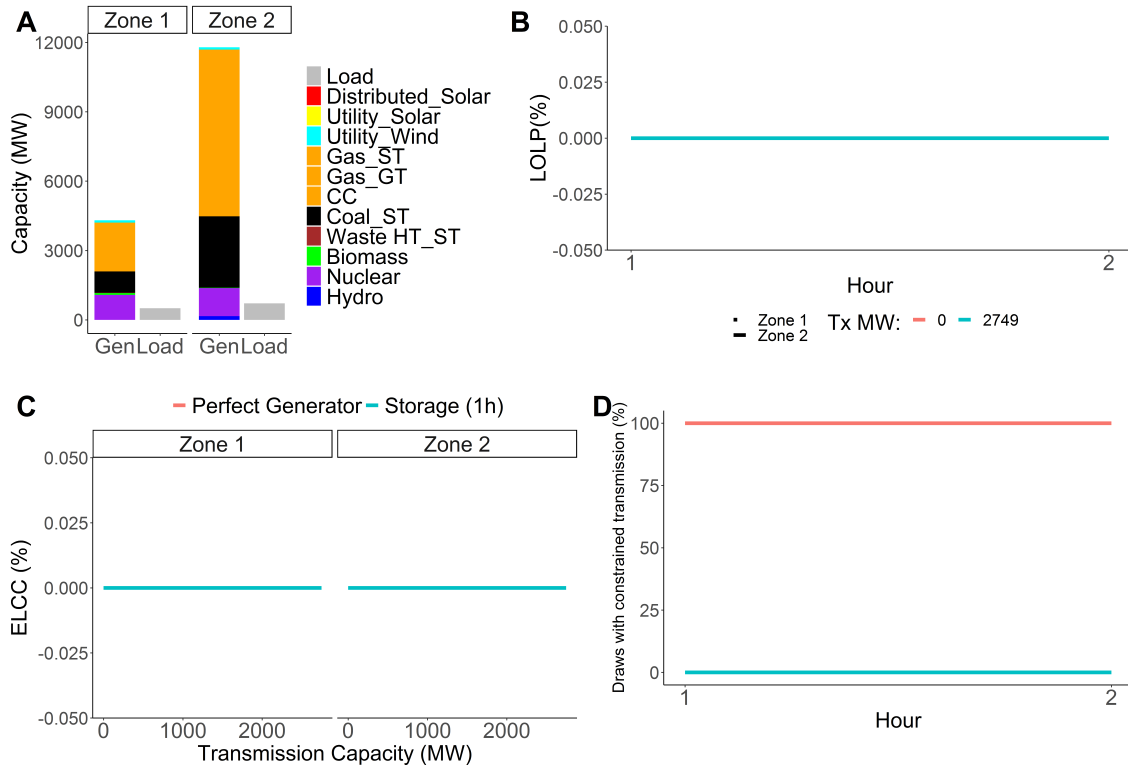 A
Zone 1
Zone 2
12000
9000
6000
3000
0
Capacity (MW)
Gen
Load
Gen
Load
Load
Distributed_Solar
Utility_Solar
Utility_Wind
Gas_ST
Gas_GT
CC
Coal_ST
Waste HT_ST
Biomass
Nuclear
Hydro
B
0.050
0.025
0.000
-0.025
-0.050
LOLP(%)
1
2
Hour
Zone 1
Zone 2
Tx MW:
0
2749
C
Perfect Generator
Storage (1h)
Zone 1
Zone 2
0.050
0.025
0.000
-0.025
-0.050
ELCC (%)
0
1000
2000
0
1000
2000
Transmission Capacity (MW)
D
100
75
50
25
0
Draws with constrained transmission (%)
1
2
Hour